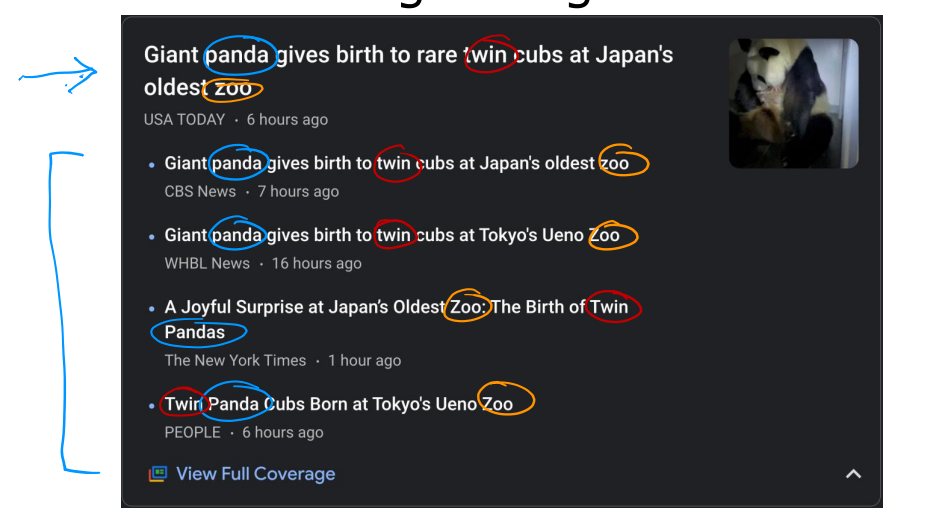 Giant panda gives birth to rare twin cubs at Japan's
oldest zoo
USA TODAY · 6 hours ago
Giant panda gives birth to twin cubs at Japan's oldest zoo
CBS News · 7 hours ago
Giant panda gives birth to twin cubs at Tokyo's Ueno Zoo
WHBL News · 16 hours ago
A Joyful Surprise at Japan’s Oldest Zoo: The Birth of Twin
Pandas
The New York Times · 1 hour ago
Twin Panda Cubs Born at Tokyo's Ueno Zoo
PEOPLE · 6 hours ago
View Full Coverage